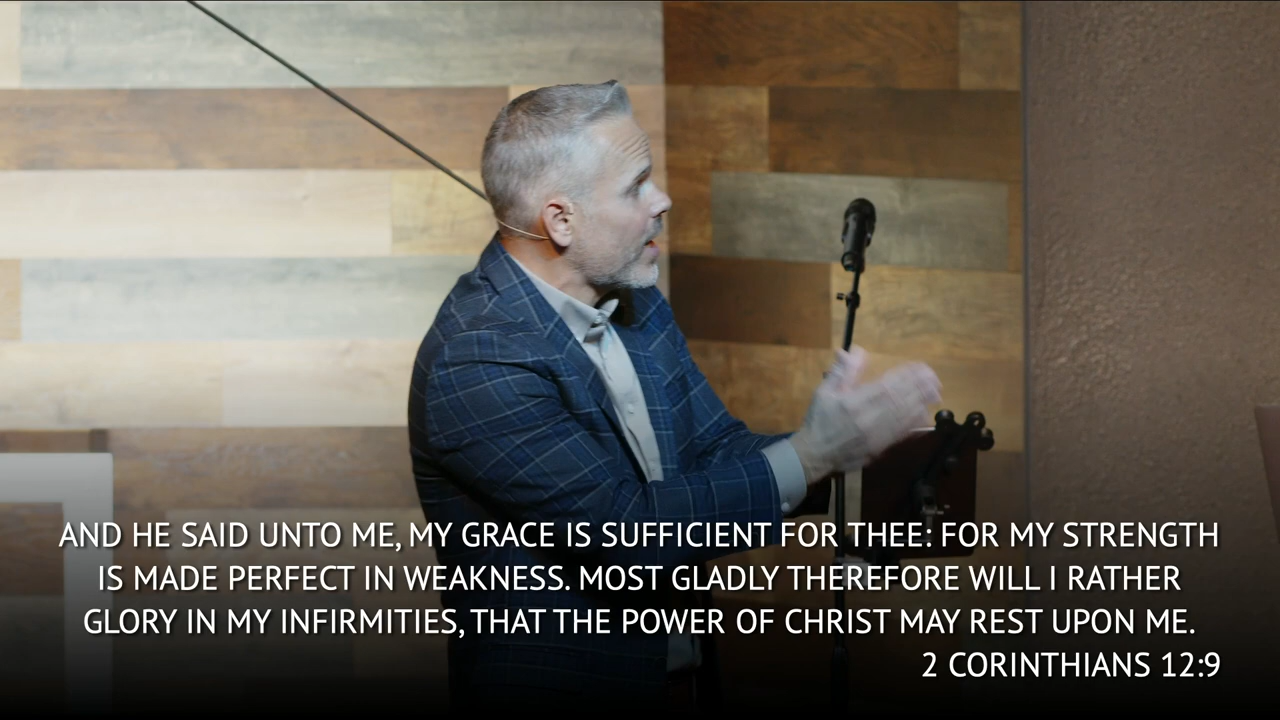 AND HE SAID UNTO ME, MY GRACE IS SUFFICIENT FOR THEE: FOR MY STRENGTH
IS MADE PERFECT IN WEAKNESS. MOST GLADLY THEREFORE WILL I RATHER
GLORY IN MY INFIRMITIES, THAT THE POWER OF CHRIST MAY REST UPON ME.
2 CORINTHIANS 12:9